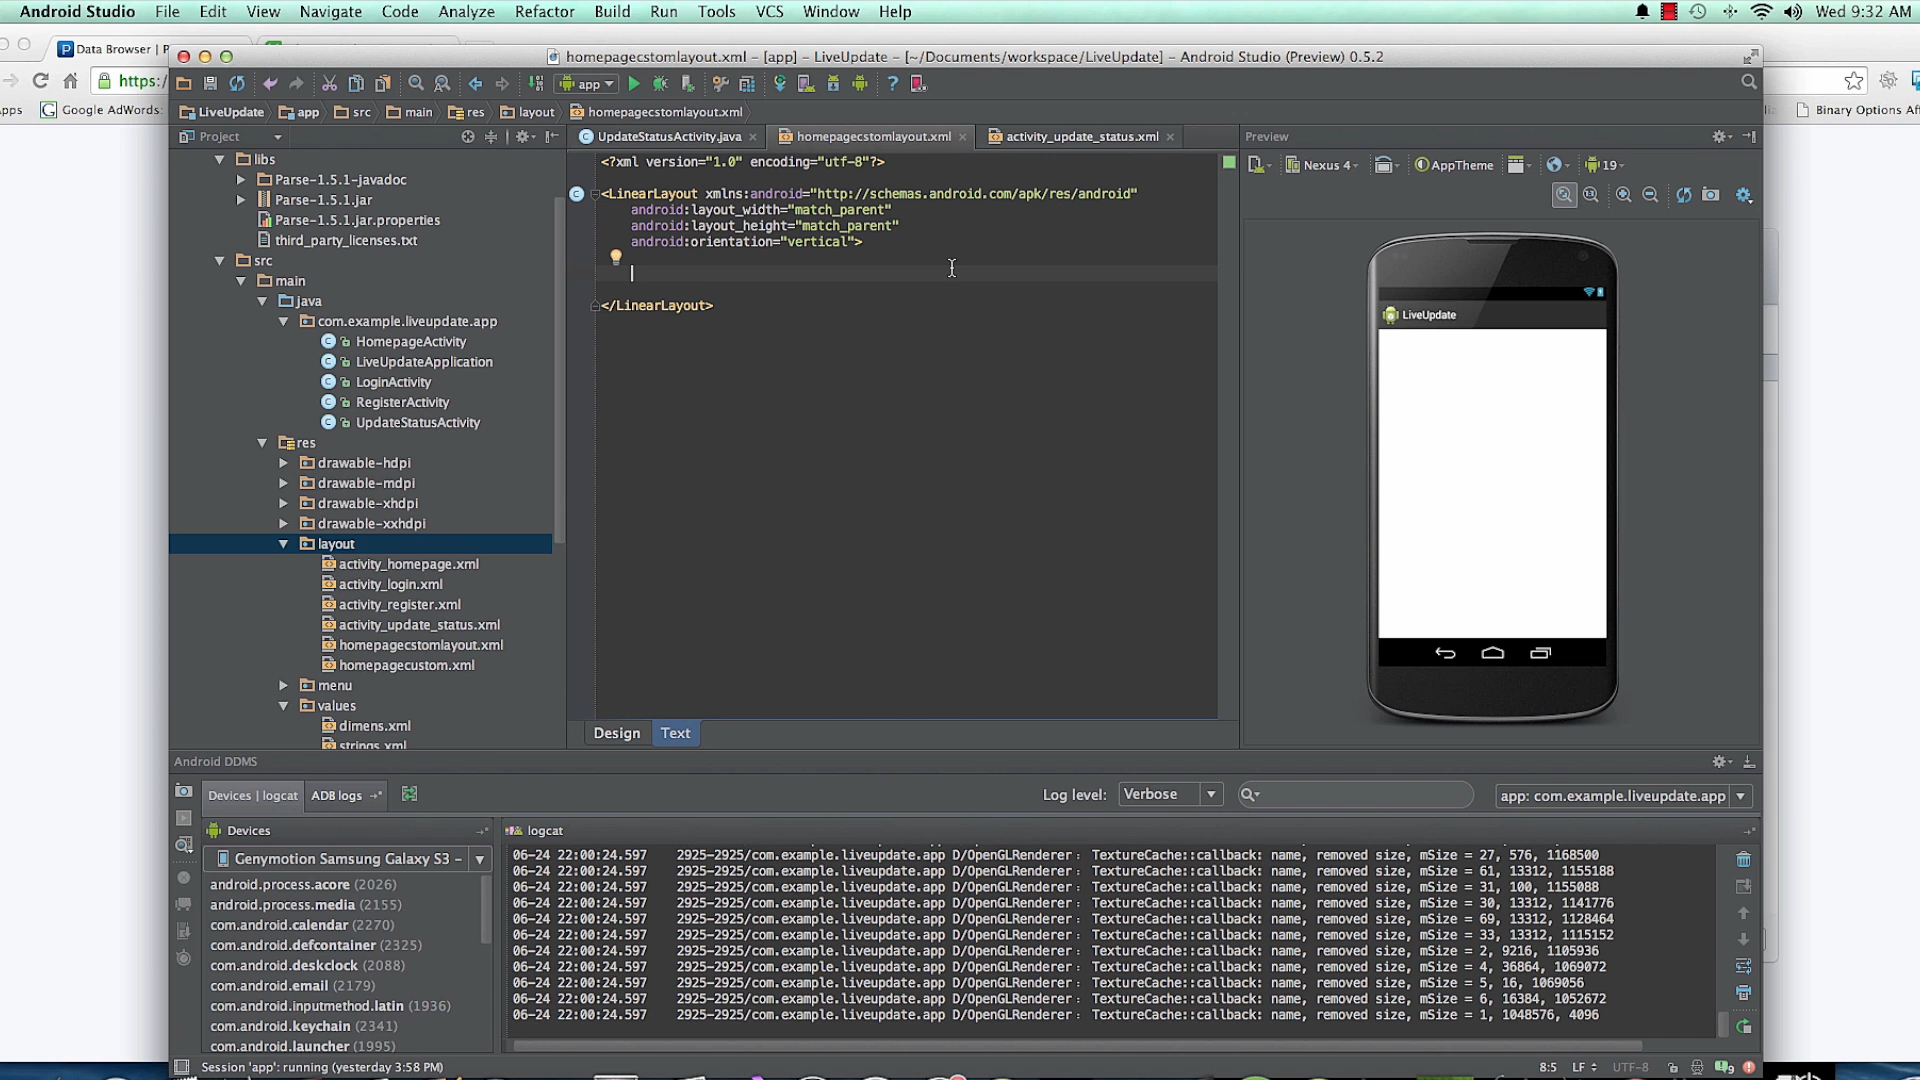 Android Studio File Edit View Navigate Code Analyze Refactor Build Run Tools VCS Window Help Wed 9:32 AM
Data Browser | P
homepagecstomlayout.xml – [app] – LiveUpdate – [~/Documents/workspace/LiveUpdate] – Android Studio (Preview) 0.5.2
https:/
app
Apps
Google AdWords:
Binary Options Af
LiveUpdate app src main res layout homepagecstomlayout.xml
Project
UpdateStatusActivity.java homepagecstomlayout.xml activity_update_status.xml
Preview
Nexus 4 AppTheme 19
libs
Parse-1.5.1-javadoc
Parse-1.5.1.jar
Parse-1.5.1.jar.properties
third_party_licenses.txt
src
main
java
com.example.liveupdate.app
HomepageActivity
LiveUpdateApplication
LoginActivity
RegisterActivity
UpdateStatusActivity
res
drawable-hdpi
drawable-mdpi
drawable-xhdpi
drawable-xxhdpi
layout
activity_homepage.xml
activity_login.xml
activity_register.xml
activity_update_status.xml
homepagecstomlayout.xml
homepagecustom.xml
menu
values
dimens.xml
strings.xml
<?xml version="1.0" encoding="utf-8"?>
<LinearLayout xmlns:android="http://schemas.android.com/apk/res/android"
android:layout_width="match_parent"
android:layout_height="match_parent"
android:orientation="vertical">
</LinearLayout>
LiveUpdate
Design Text
Android DDMS
Devices | logcat ADB logs
Log level: Verbose
app: com.example.liveupdate.app
Devices
Genymotion Samsung Galaxy S3 –
android.process.acore (2026)
android.process.media (2155)
com.android.calendar (2270)
com.android.defcontainer (2325)
com.android.deskclock (2088)
com.android.email (2179)
com.android.inputmethod.latin (1936)
com.android.keychain (2341)
com.android.launcher (1995)
logcat
06-24 22:00:24.597 2925-2925/com.example.liveupdate.app D/OpenGLRenderer﹕ TextureCache::callback: name, removed size, mSize = 27, 576, 1168500
06-24 22:00:24.597 2925-2925/com.example.liveupdate.app D/OpenGLRenderer﹕ TextureCache::callback: name, removed size, mSize = 61, 13312, 1155188
06-24 22:00:24.597 2925-2925/com.example.liveupdate.app D/OpenGLRenderer﹕ TextureCache::callback: name, removed size, mSize = 31, 100, 1155088
06-24 22:00:24.597 2925-2925/com.example.liveupdate.app D/OpenGLRenderer﹕ TextureCache::callback: name, removed size, mSize = 30, 13312, 1141776
06-24 22:00:24.597 2925-2925/com.example.liveupdate.app D/OpenGLRenderer﹕ TextureCache::callback: name, removed size, mSize = 69, 13312, 1128464
06-24 22:00:24.597 2925-2925/com.example.liveupdate.app D/OpenGLRenderer﹕ TextureCache::callback: name, removed size, mSize = 33, 13312, 1115152
06-24 22:00:24.597 2925-2925/com.example.liveupdate.app D/OpenGLRenderer﹕ TextureCache::callback: name, removed size, mSize = 2, 9216, 1105936
06-24 22:00:24.597 2925-2925/com.example.liveupdate.app D/OpenGLRenderer﹕ TextureCache::callback: name, removed size, mSize = 4, 36864, 1069072
06-24 22:00:24.597 2925-2925/com.example.liveupdate.app D/OpenGLRenderer﹕ TextureCache::callback: name, removed size, mSize = 5, 16, 1069056
06-24 22:00:24.597 2925-2925/com.example.liveupdate.app D/OpenGLRenderer﹕ TextureCache::callback: name, removed size, mSize = 6, 16384, 1052672
06-24 22:00:24.597 2925-2925/com.example.liveupdate.app D/OpenGLRenderer﹕ TextureCache::callback: name, removed size, mSize = 1, 1048576, 4096
Session 'app': running (yesterday 3:58 PM)
8:5 LF UTF-8